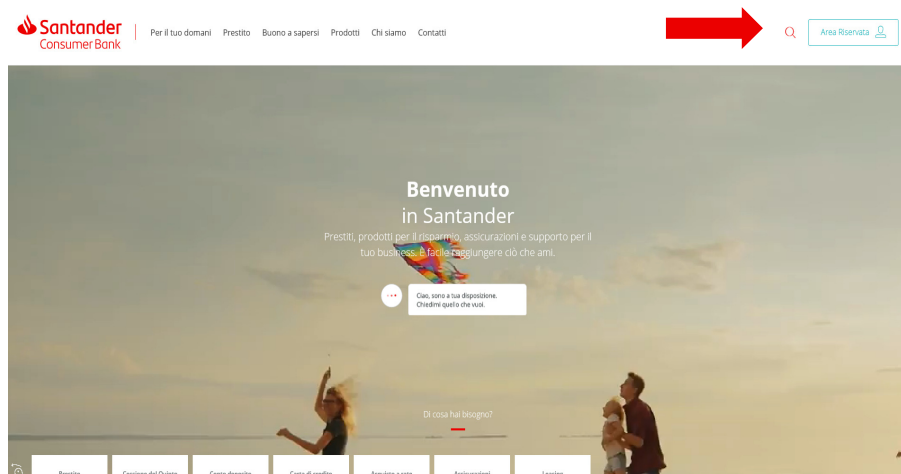 Santander
Consumer Bank
Per il tuo domani Prestito Buono a sapersi Prodotti Chi siamo Contatti
Area Riservata
Benvenuto
in Santander
Prestiti, prodotti per il risparmio, assicurazioni e supporto per il
tuo business. È facile raggiungere ciò che ami.
Ciao, sono a tua disposizione.
Chiedimi quello che vuoi.
Di cosa hai bisogno?
Prestito Cessione del Quinto Conto deposito Carta di credito Acquisto a rate Assicurazioni Leasing